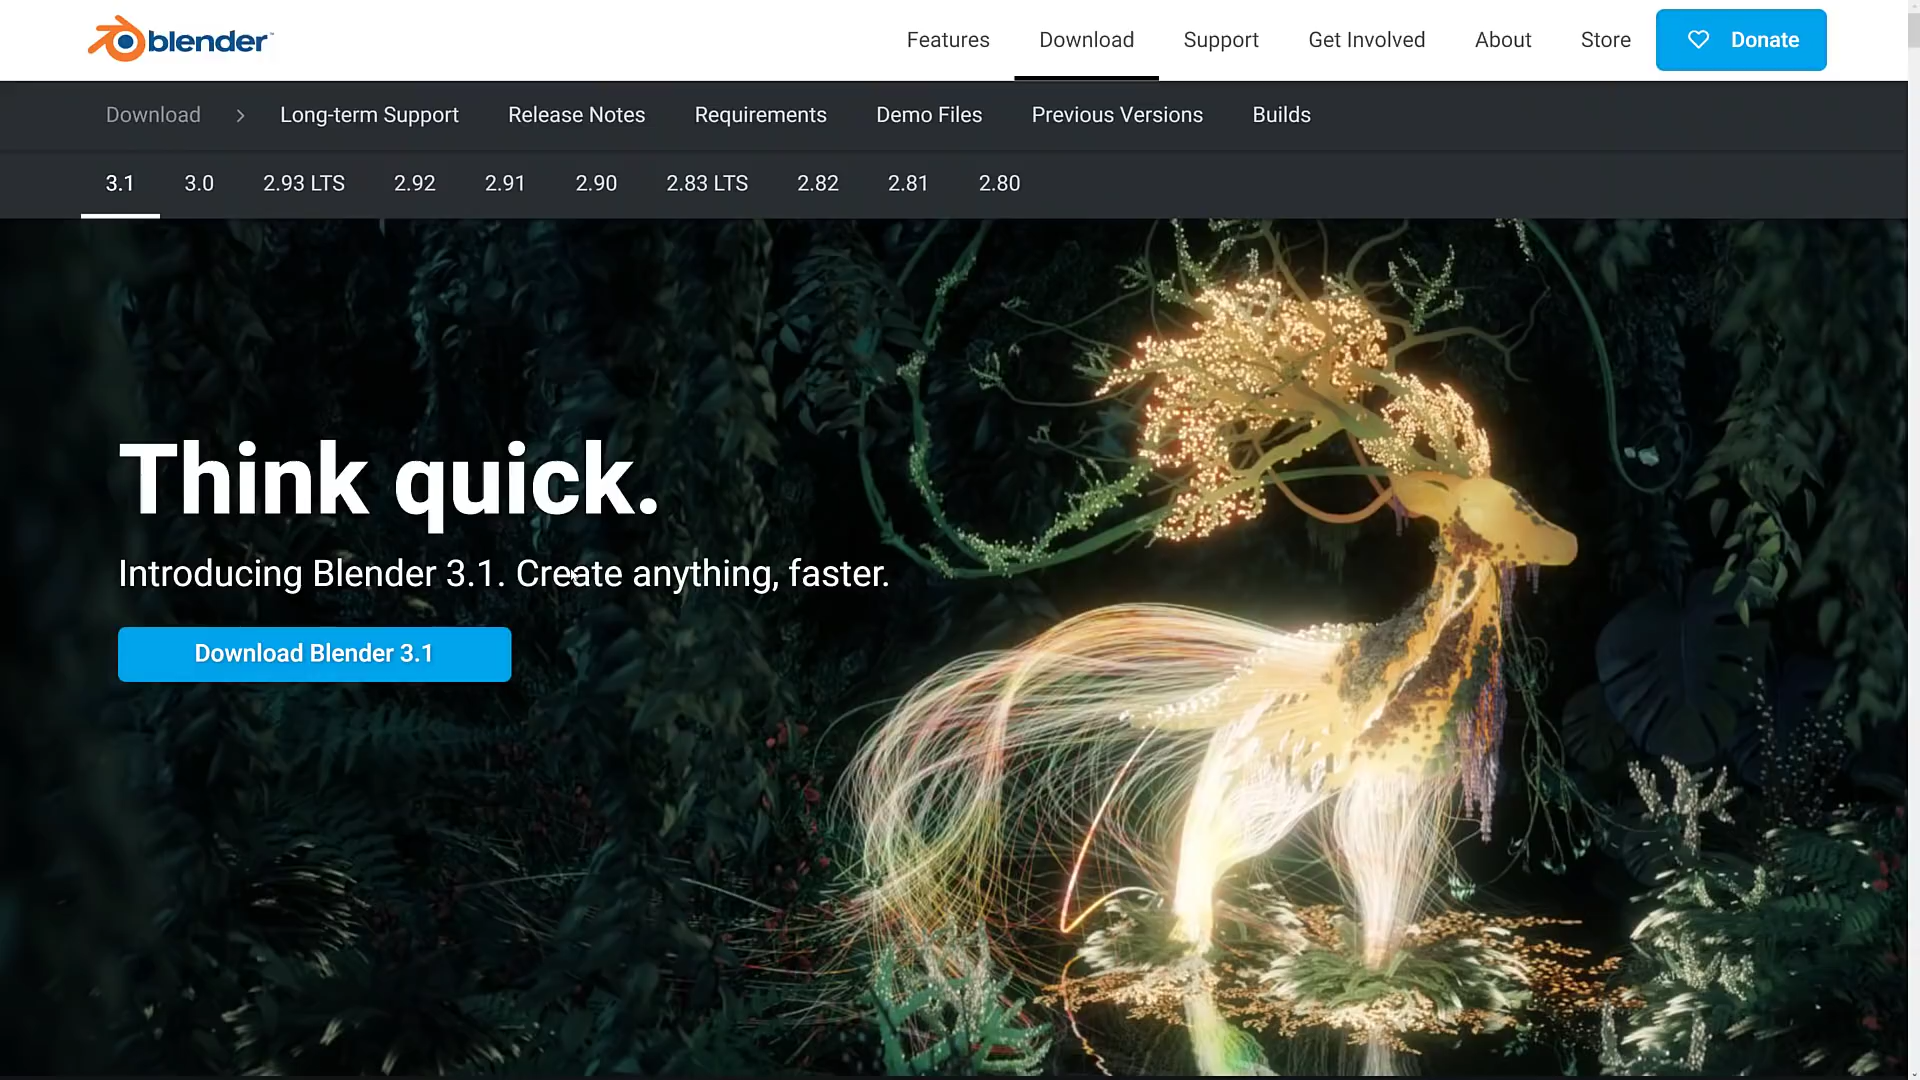 blender™
Features Download Support Get Involved About Store Donate
Download Long-term Support Release Notes Requirements Demo Files Previous Versions Builds
3.1 3.0 2.93 LTS 2.92 2.91 2.90 2.83 LTS 2.82 2.81 2.80
Think quick.
Introducing Blender 3.1. Create anything, faster.
Download Blender 3.1